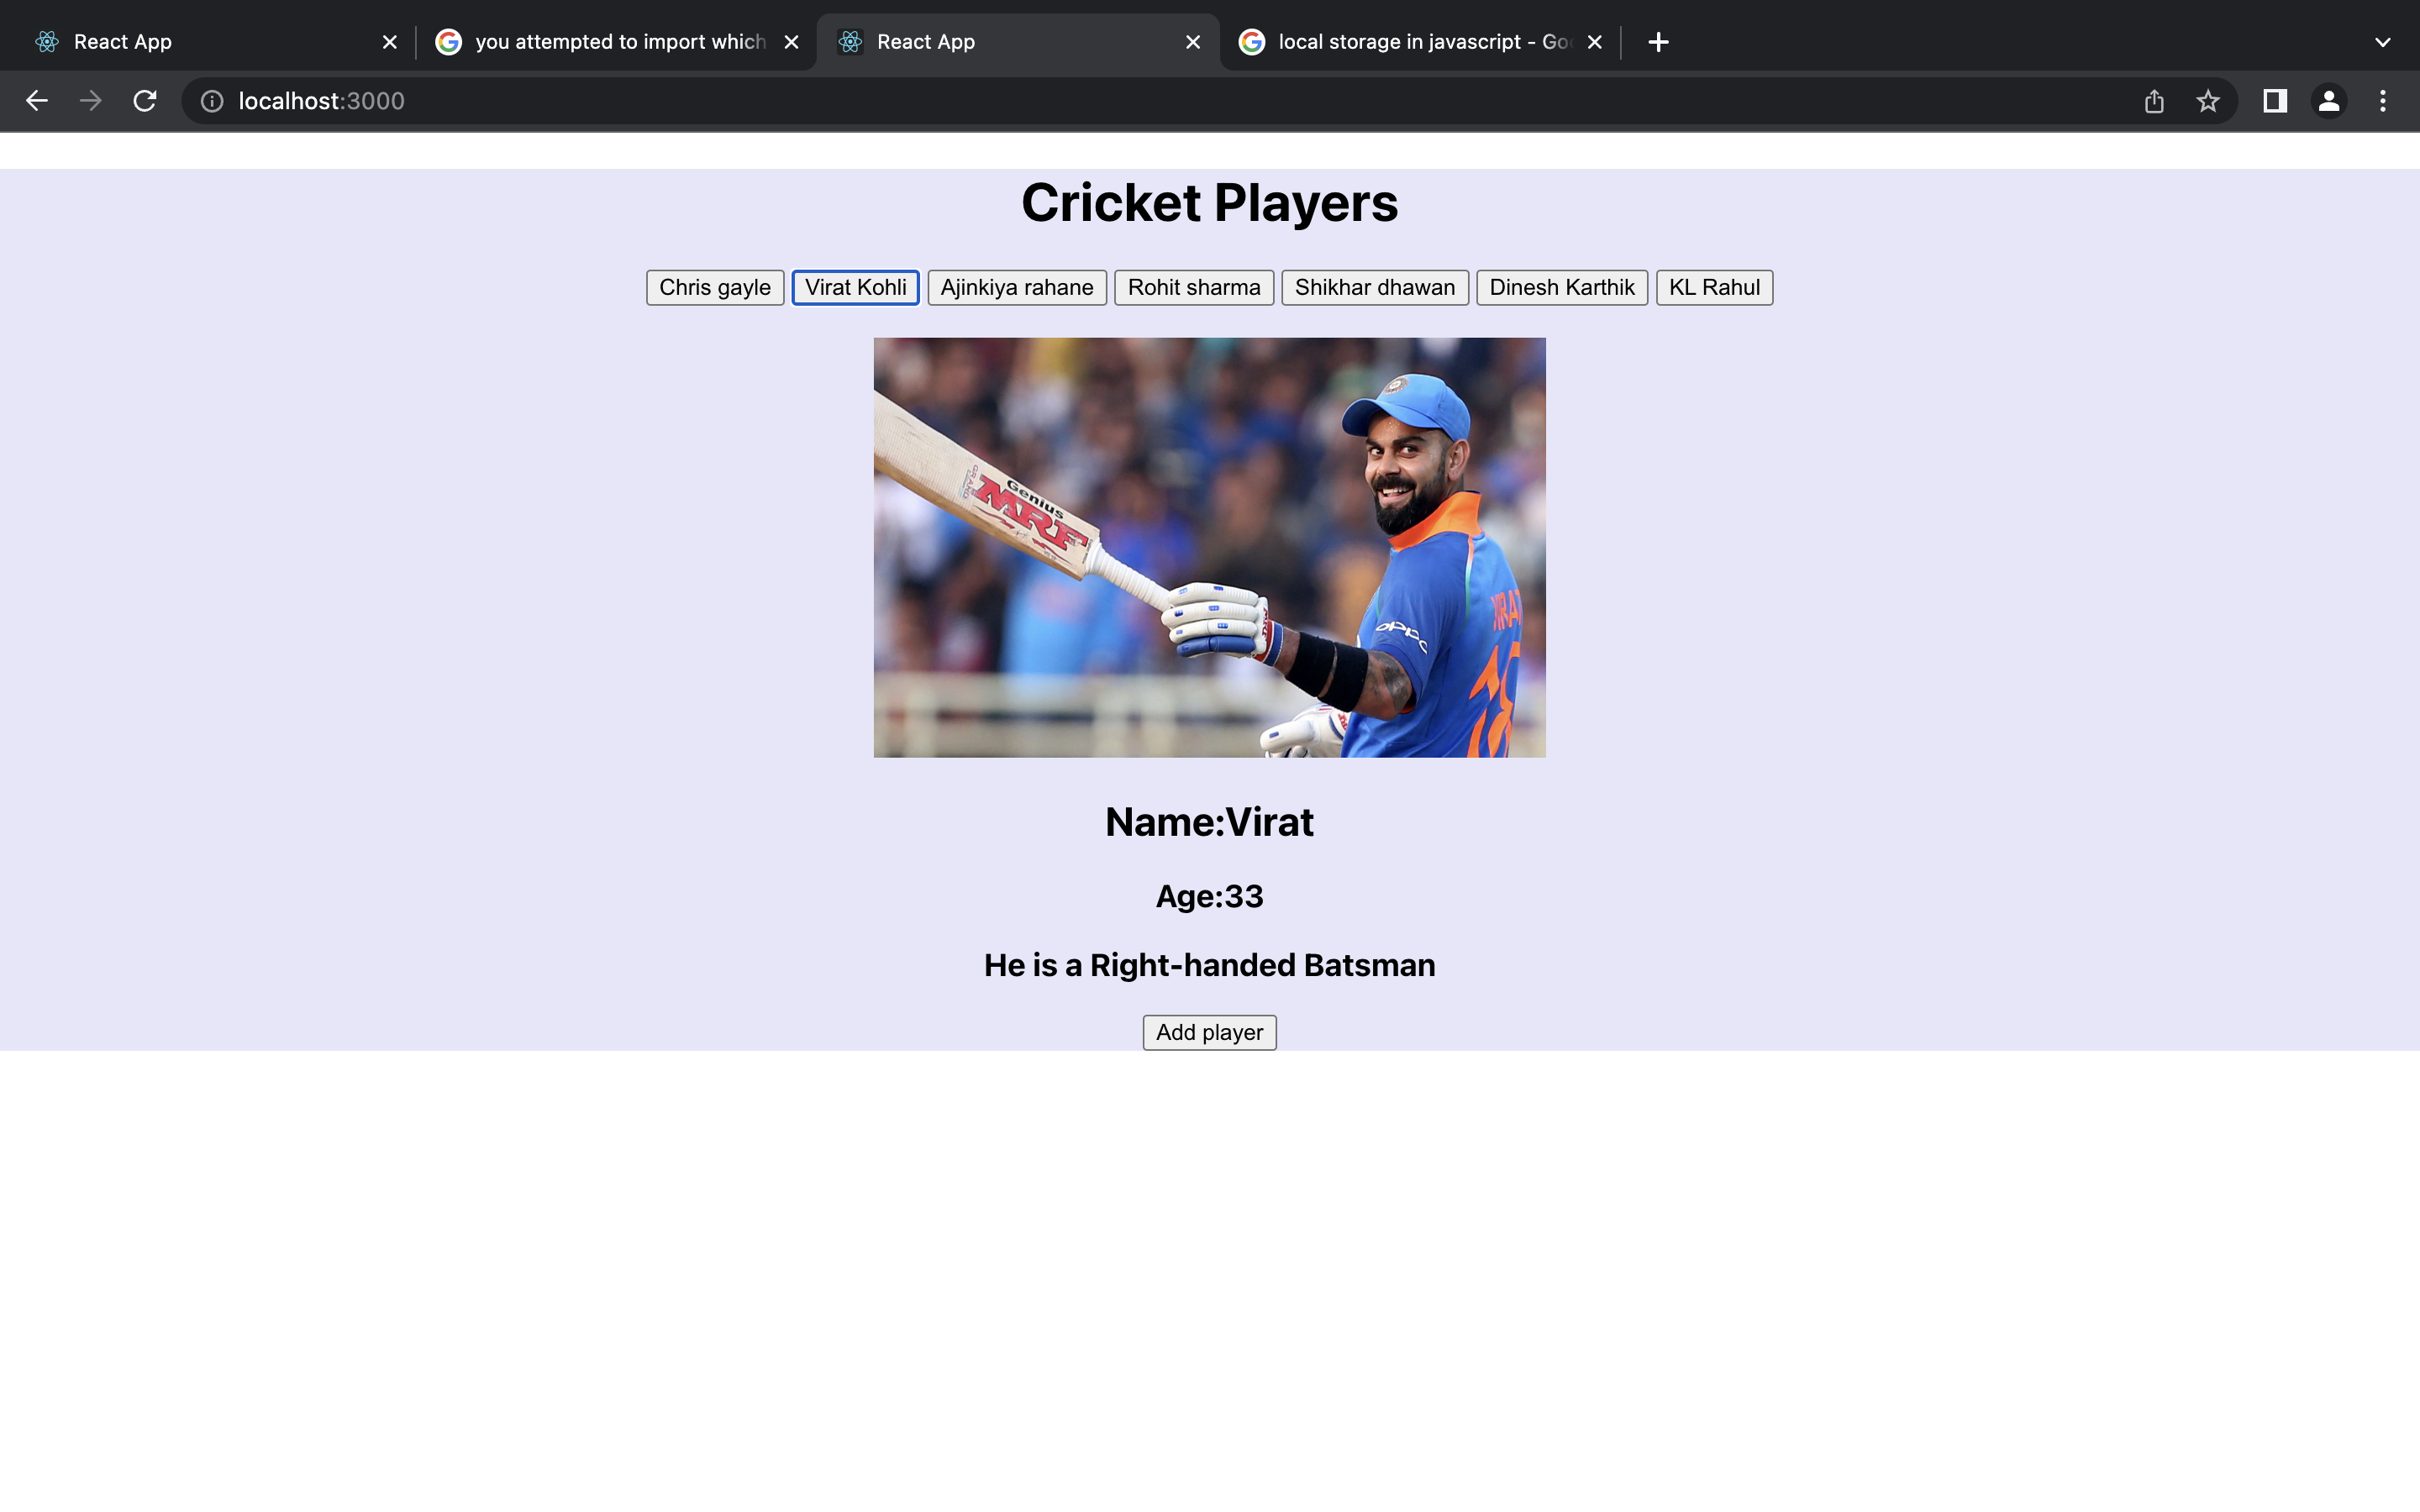 React App
you attempted to import which
React App
local storage in javascript - Goo
localhost:3000
Cricket Players
Chris gayle Virat Kohli Ajinkiya rahane Rohit sharma Shikhar dhawan Dinesh Karthik KL Rahul
Genius
MRF
GRAND
VIRAT
oppo
18
Name:Virat
Age:33
He is a Right-handed Batsman
Add player